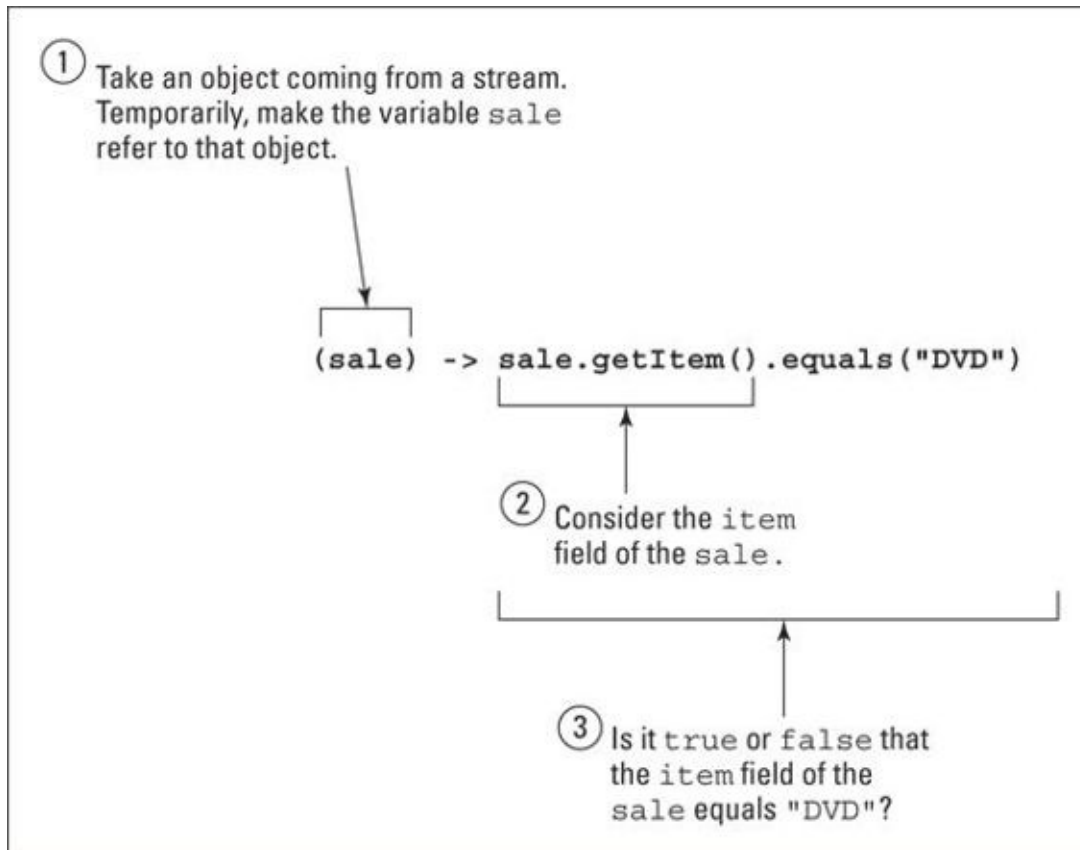 1
Take an object coming from a stream.
Temporarily, make the variable sale
refer to that object.
(sale) -> sale.getItem().equals("DVD")
2
Consider the item
field of the sale.
3
Is it true or false that
the item field of the
sale equals "DVD"?